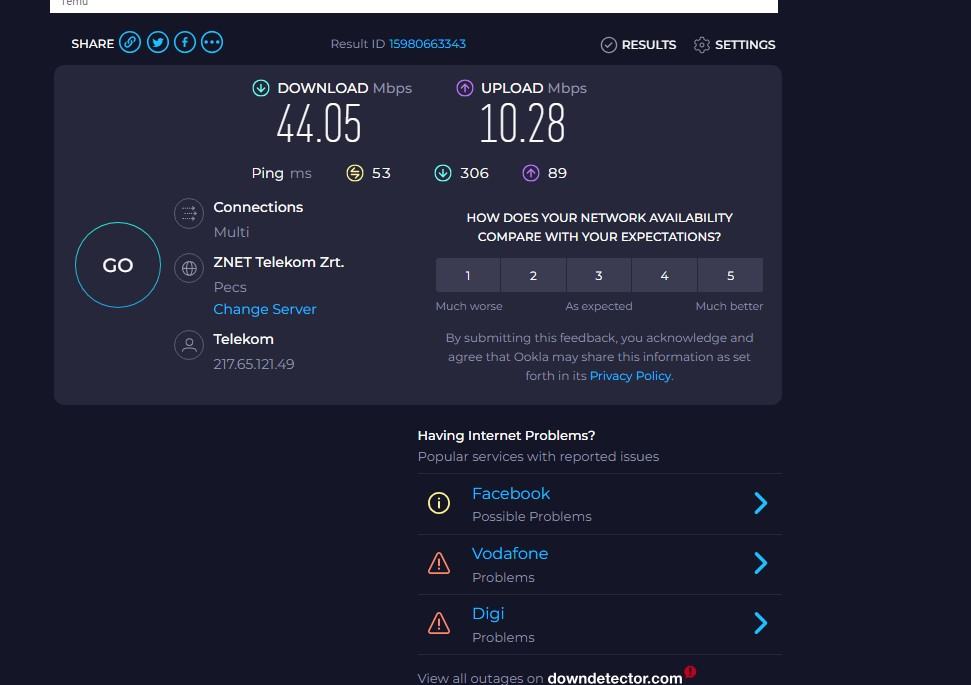 Temu
SHARE
Result ID 15980663343
RESULTS SETTINGS
DOWNLOAD Mbps
44.05
UPLOAD Mbps
10.28
Ping ms 53 306 89
GO
Connections
Multi
ZNET Telekom Zrt.
Pecs
Change Server
Telekom
217.65.121.49
HOW DOES YOUR NETWORK AVAILABILITY
COMPARE WITH YOUR EXPECTATIONS?
1 2 3 4 5
Much worse As expected Much better
By submitting this feedback, you acknowledge and
agree that Ookla may share this information as set
forth in its Privacy Policy.
Having Internet Problems?
Popular services with reported issues
Facebook
Possible Problems
Vodafone
Problems
Digi
Problems
View all outages on downdetector.com